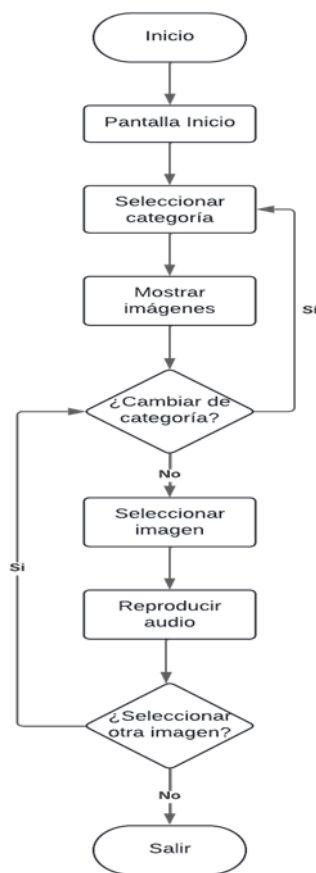 Inicio
Pantalla Inicio
Seleccionar
categoría
Mostrar
imágenes
Sí
¿Cambiar de
categoría?
No
Seleccionar
imagen
Si
Reproducir
audio
¿Seleccionar
otra imagen?
No
Salir